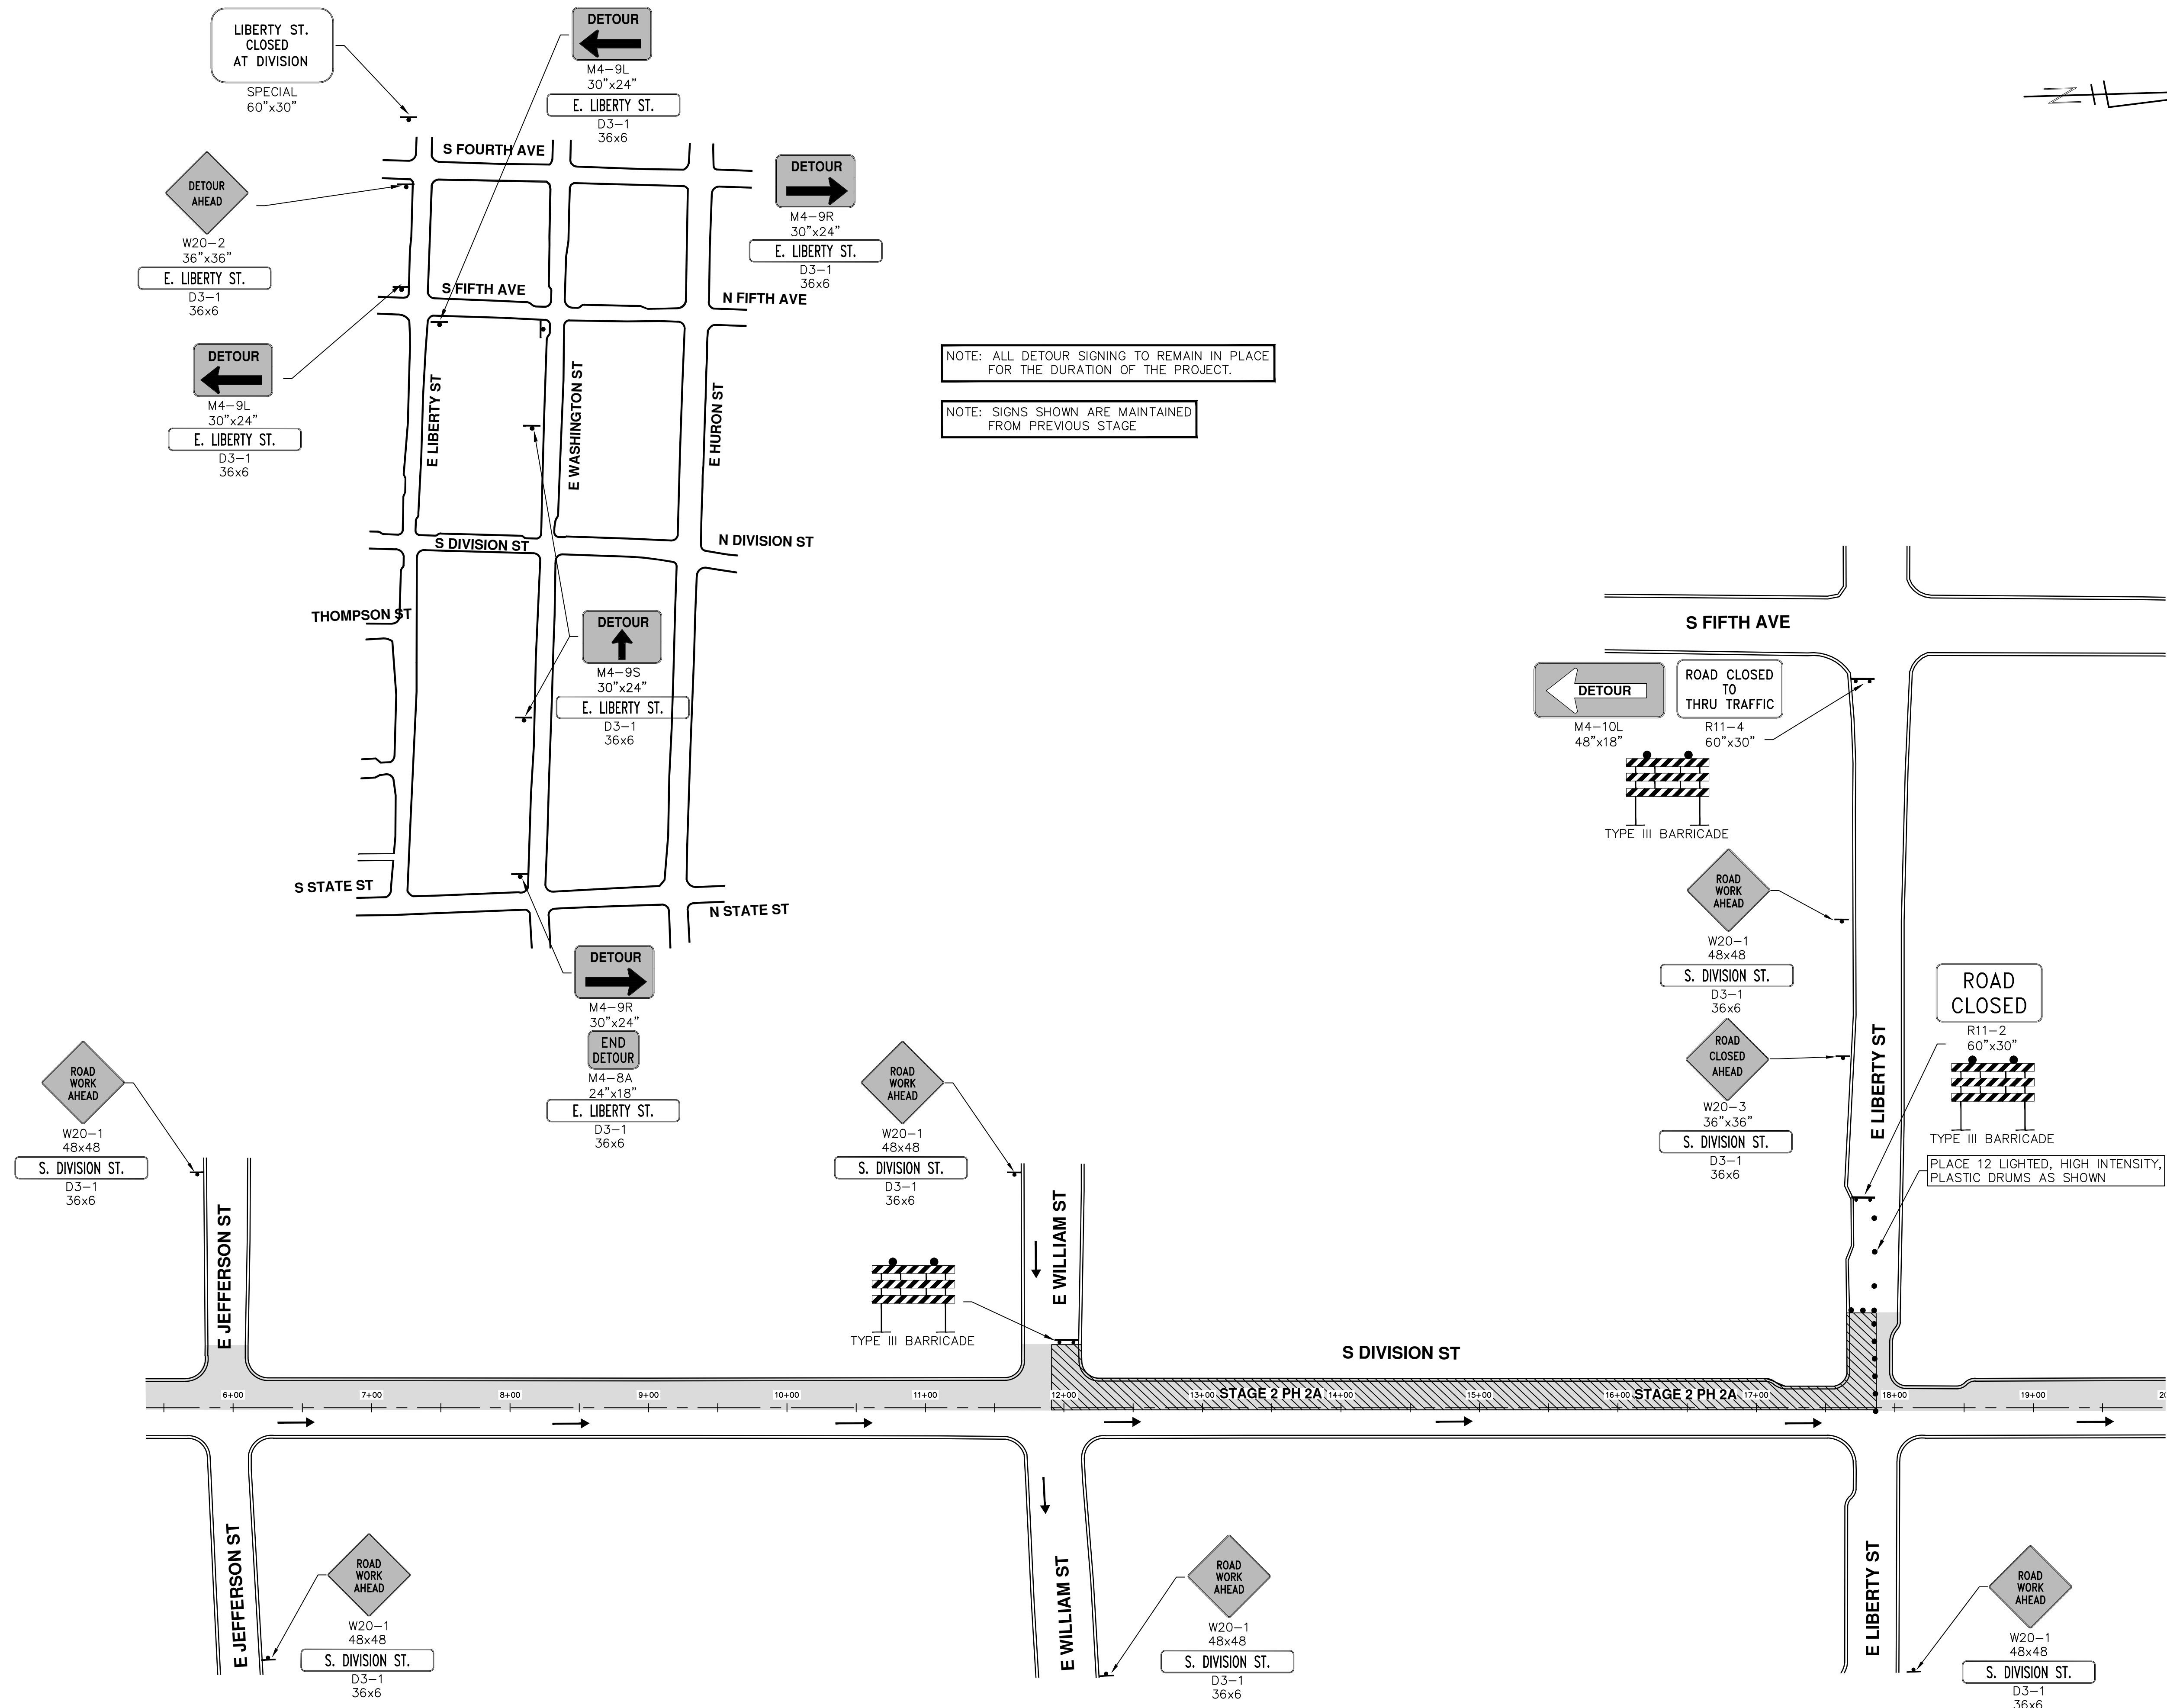 LIBERTY ST.
CLOSED
AT DIVISION
SPECIAL
60"x30"
DETOUR
M4-9L
30"x24"
E. LIBERTY ST.
D3-1
36x6
N
S FOURTH AVE
DETOUR
AHEAD
W20-2
36"x36"
E. LIBERTY ST.
D3-1
36x6
DETOUR
M4-9R
30"x24"
E. LIBERTY ST.
D3-1
36x6
S FIFTH AVE
N FIFTH AVE
DETOUR
M4-9L
30"x24"
E. LIBERTY ST.
D3-1
36x6
E LIBERTY ST
E WASHINGTON ST
E HURON ST
NOTE: ALL DETOUR SIGNING TO REMAIN IN PLACE
FOR THE DURATION OF THE PROJECT.
NOTE: SIGNS SHOWN ARE MAINTAINED
FROM PREVIOUS STAGE
S DIVISION ST
N DIVISION ST
THOMPSON ST
DETOUR
M4-9S
30"x24"
E. LIBERTY ST.
D3-1
36x6
S STATE ST
N STATE ST
DETOUR
M4-9R
30"x24"
END
DETOUR
M4-8A
24"x18"
E. LIBERTY ST.
D3-1
36x6
S FIFTH AVE
DETOUR
M4-10L
48"x18"
ROAD CLOSED
TO
THRU TRAFFIC
R11-4
60"x30"
TYPE III BARRICADE
ROAD
WORK
AHEAD
W20-1
48x48
S. DIVISION ST.
D3-1
36x6
ROAD
CLOSED
AHEAD
W20-3
36"x36"
S. DIVISION ST.
D3-1
36x6
E LIBERTY ST
ROAD
CLOSED
R11-2
60"x30"
TYPE III BARRICADE
PLACE 12 LIGHTED, HIGH INTENSITY,
PLASTIC DRUMS AS SHOWN
ROAD
WORK
AHEAD
W20-1
48x48
S. DIVISION ST.
D3-1
36x6
E JEFFERSON ST
ROAD
WORK
AHEAD
W20-1
48x48
S. DIVISION ST.
D3-1
36x6
E WILLIAM ST
TYPE III BARRICADE
S DIVISION ST
6+00 7+00 8+00 9+00 10+00 11+00 12+00 13+00 STAGE 2 PH 2A 14+00 15+00 16+00 STAGE 2 PH 2A 17+00 18+00 19+00 20
E JEFFERSON ST
ROAD
WORK
AHEAD
W20-1
48x48
S. DIVISION ST.
D3-1
36x6
E WILLIAM ST
ROAD
WORK
AHEAD
W20-1
48x48
S. DIVISION ST.
D3-1
36x6
E LIBERTY ST
ROAD
WORK
AHEAD
W20-1
48x48
S. DIVISION ST.
D3-1
36x6